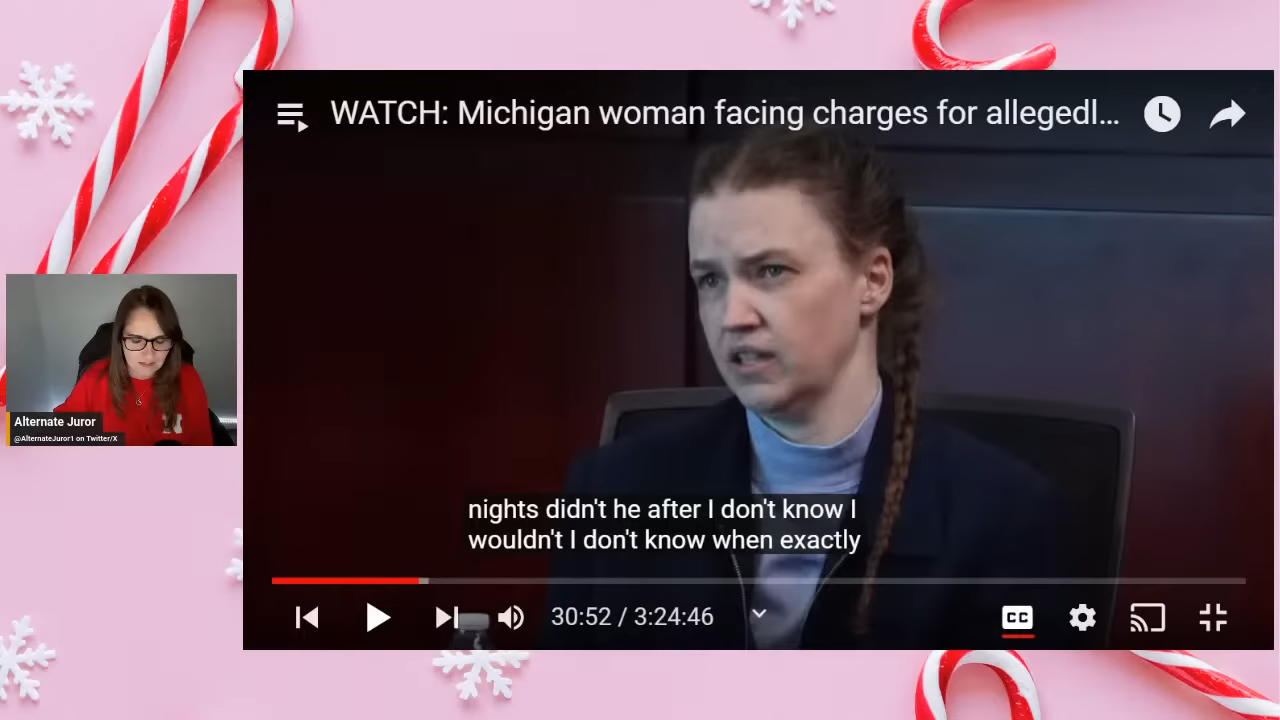 WATCH: Michigan woman facing charges for allegedl...
Alternate Juror
@AlternateJuror1 on Twitter/X
nights didn't he after I don't know I
wouldn't I don't know when exactly
30:52 / 3:24:46
CC